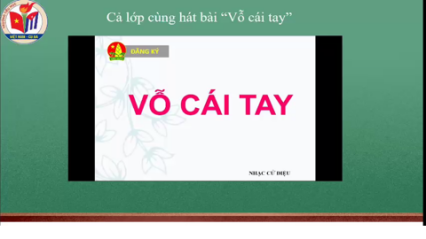 Cả lớp cùng hát bài “Vỗ cái tay”
ĐĂNG KÝ
VỖ CÁI TAY
NHẠC CỬ ĐIỆU